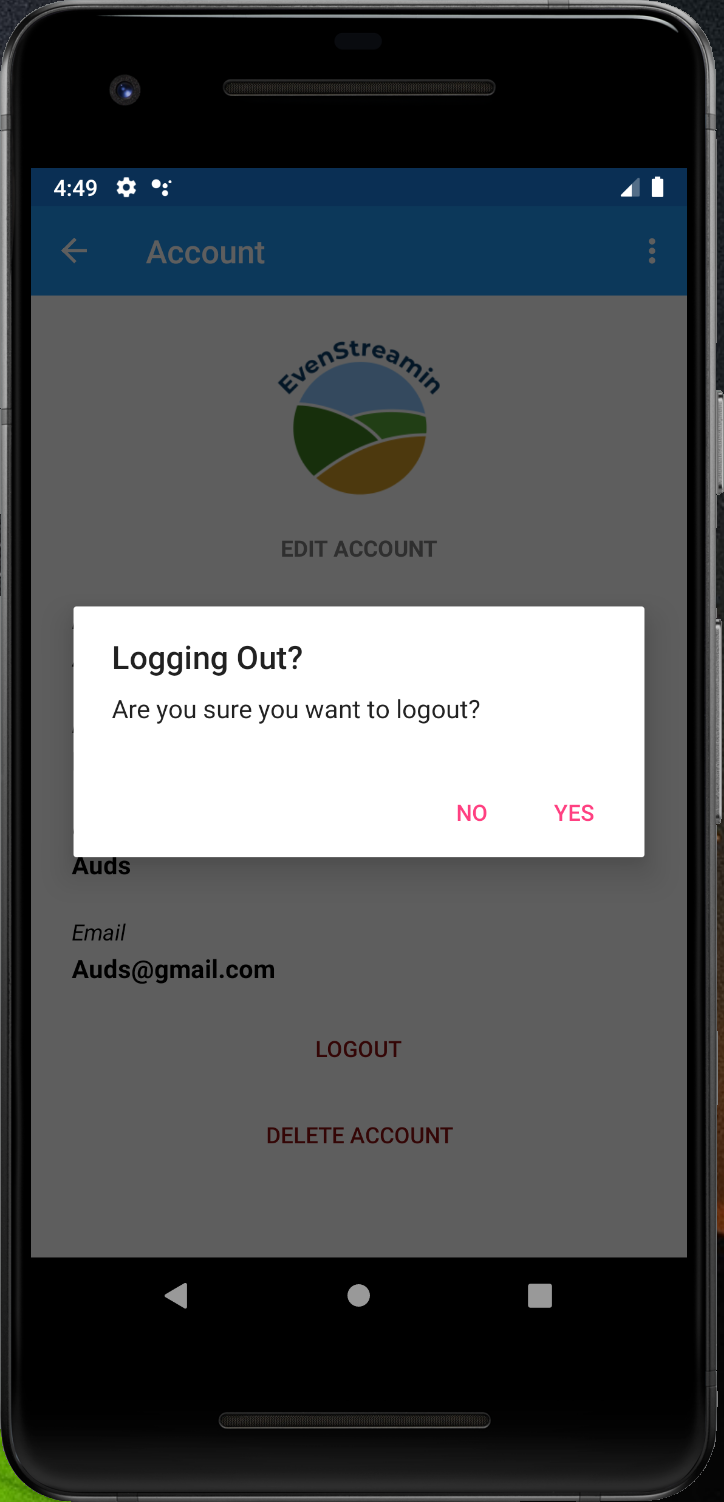 4:49
Account
EvenStreamin
EDIT ACCOUNT
Logging Out?
Are you sure you want to logout?
NO
YES
Auds
Email
Auds@gmail.com
LOGOUT
DELETE ACCOUNT